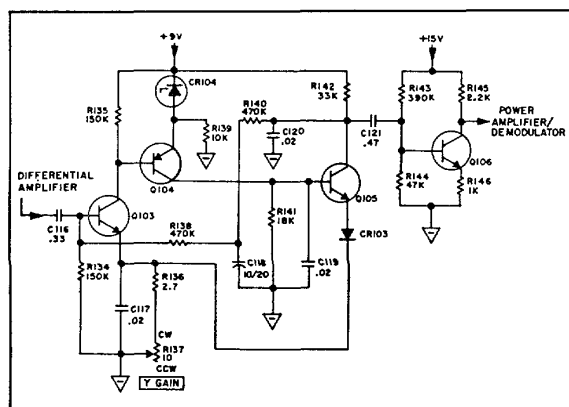 +9V
+15V
CR104
R135
150K
R139
10K
R140
470K
R142
33K
C120
.02
C121
.47
R143
390K
R145
2.2K
POWER
AMPLIFIER/
DEMODULATOR
Q104
Q106
DIFFERENTIAL
AMPLIFIER
Q103
Q105
R144
47K
R146
1K
C116
.33
R138
470K
R141
18K
CR103
R134
150K
R136
2.7
C118
10/20
C119
.02
C117
.02
CW
R137
10
CCW
Y GAIN